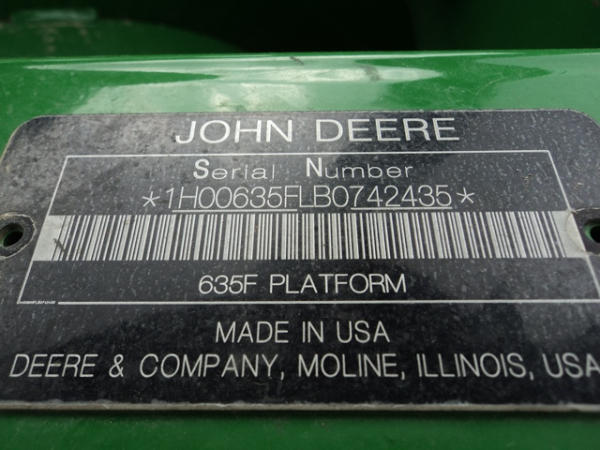 JOHN DEERE
Serial Number
*1H00635FLB0742435*
635F PLATFORM
MADE IN USA
DEERE & COMPANY, MOLINE, ILLINOIS, USA